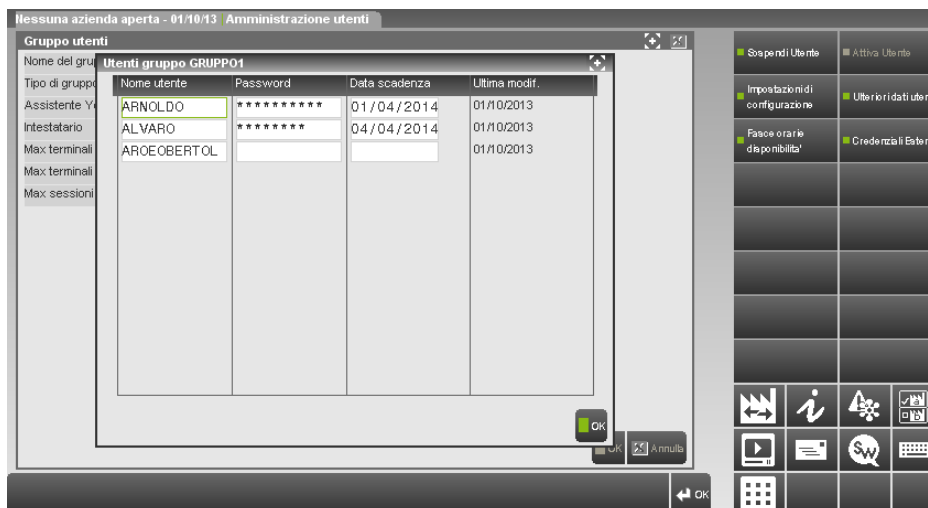 Nessuna azienda aperta - 01/10/13 Amministrazione utenti
Gruppo utenti
Nome del gru
Tipo di gruppo
Assistente Y
Intestatario
Max terminali
Max terminali
Max sessioni
Utenti gruppo GRUPPO1
Nome utente Password Data scadenza Ultima modif.
ARNOLDO ********** 01/04/2014 01/10/2013
ALVARO ******** 04/04/2014 01/10/2013
AROEOBERTOL 01/10/2013
OK
OK Annulla
OK
Sospendi Utente Attiva Utente
Impostazioni di configurazione Ulteriori dati uten
Fasce orarie disponibilita' Credenziali Ester
i
a
b
SW